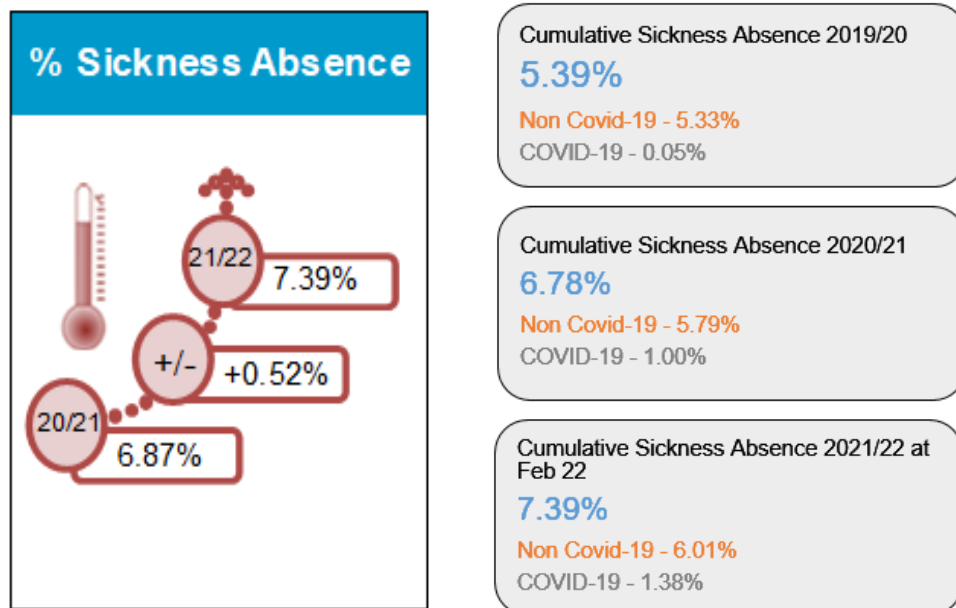 % Sickness Absence
21/22
7.39%
+/-
+0.52%
20/21
6.87%
Cumulative Sickness Absence 2019/20
5.39%
Non Covid-19 - 5.33%
COVID-19 - 0.05%
Cumulative Sickness Absence 2020/21
6.78%
Non Covid-19 - 5.79%
COVID-19 - 1.00%
Cumulative Sickness Absence 2021/22 at
Feb 22
7.39%
Non Covid-19 - 6.01%
COVID-19 - 1.38%